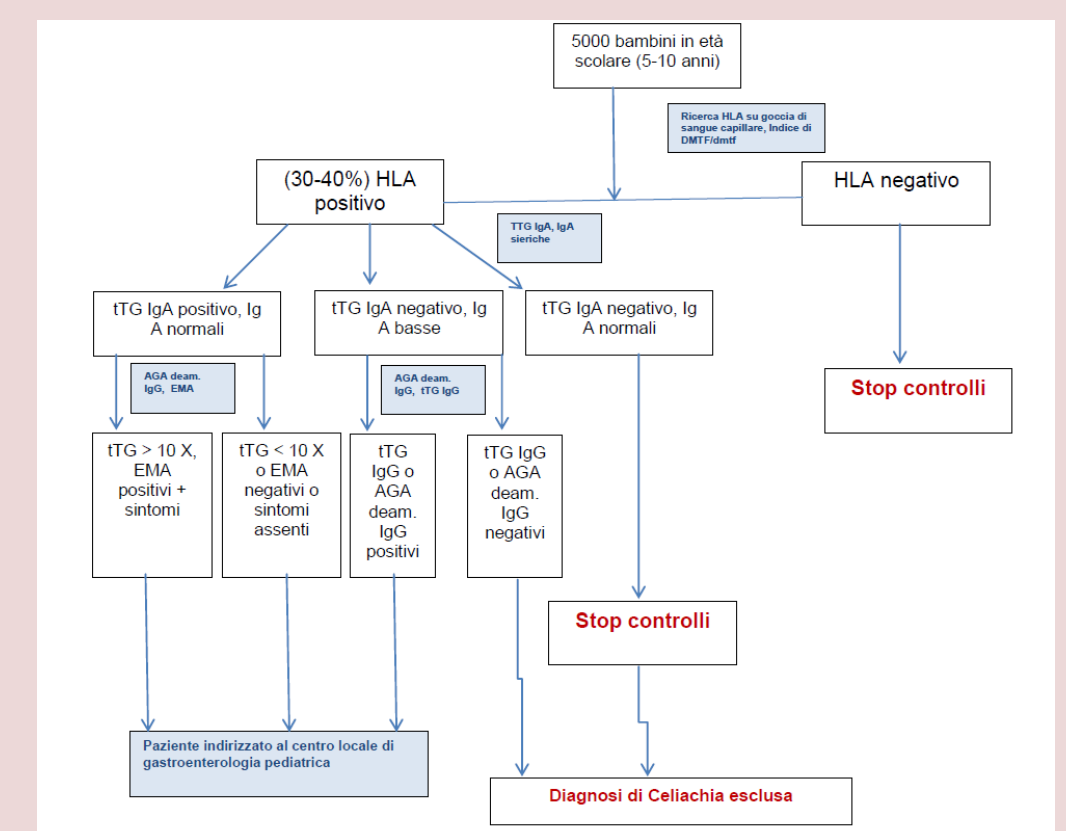 5000 bambini in età
scolare (5-10 anni)
Ricerca HLA su goccia di
sangue capillare, Indice di
DMTF/dmtf
(30-40%) HLA
positivo
HLA negativo
TTG IgA, IgA
sieriche
tTG IgA positivo, Ig
A normali
tTG IgA negativo, Ig
A basse
tTG IgA negativo, Ig
A normali
AGA deam.
IgG, EMA
AGA deam.
IgG, tTG IgG
Stop controlli
tTG > 10 X,
EMA
positivi +
sintomi
tTG < 10 X
o EMA
negativi o
sintomi
assenti
tTG
IgG o
AGA
deam.
IgG
positivi
tTG IgG
o AGA
deam.
IgG
negativi
Stop controlli
Paziente indirizzato al centro locale di
gastroenterologia pediatrica
Diagnosi di Celiachia esclusa